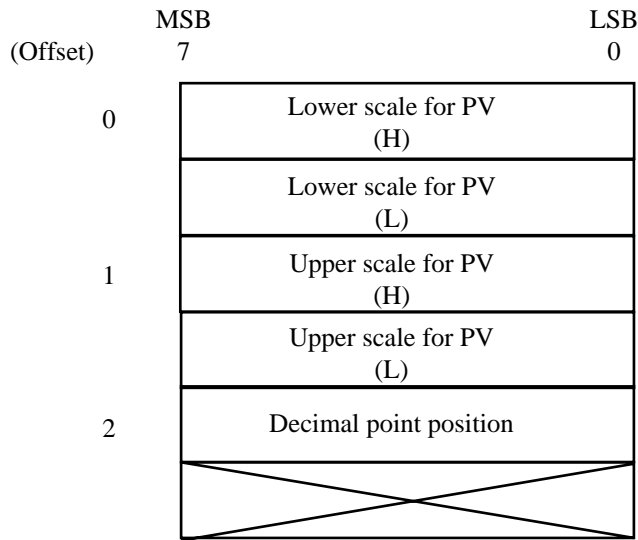 MSB LSB
(Offset) 7 0
0 Lower scale for PV
(H)
Lower scale for PV
(L)
1 Upper scale for PV
(H)
Upper scale for PV
(L)
2 Decimal point position